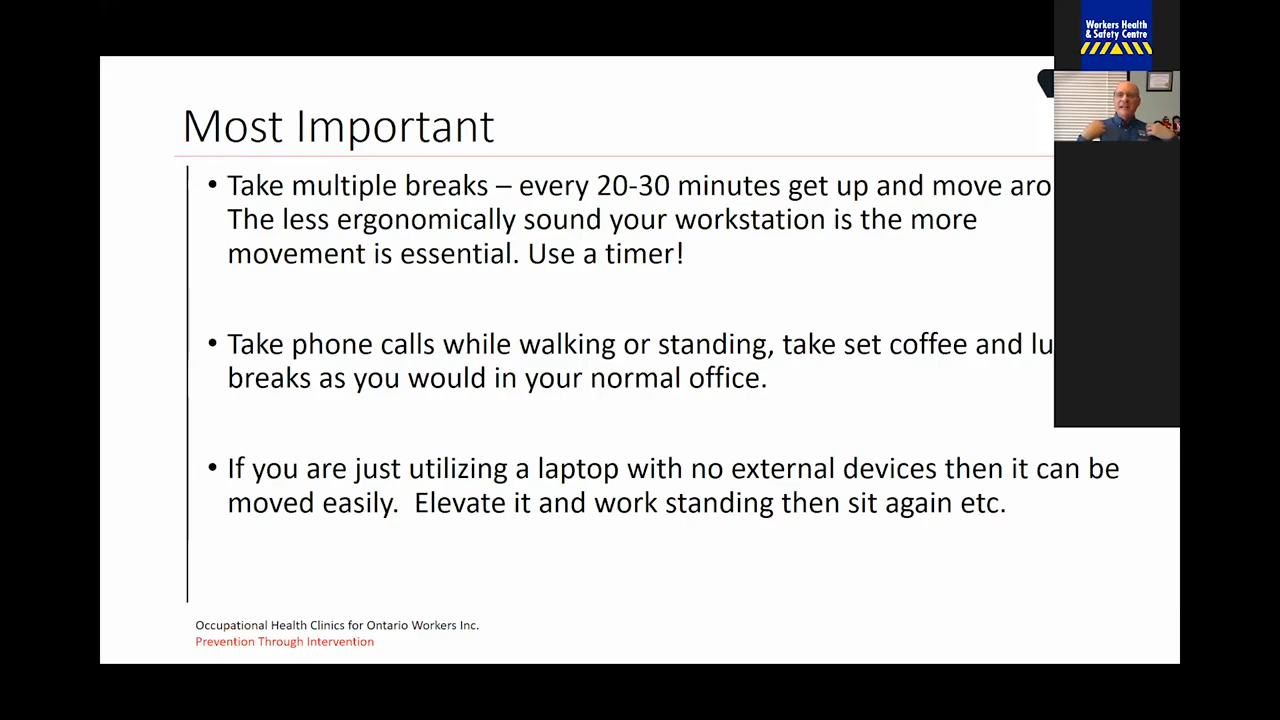 Workers Health
& Safety Centre
Most Important
• Take multiple breaks – every 20-30 minutes get up and move aro
The less ergonomically sound your workstation is the more
movement is essential. Use a timer!
• Take phone calls while walking or standing, take set coffee and lu
breaks as you would in your normal office.
• If you are just utilizing a laptop with no external devices then it can be
moved easily.  Elevate it and work standing then sit again etc.
Occupational Health Clinics for Ontario Workers Inc.
Prevention Through Intervention